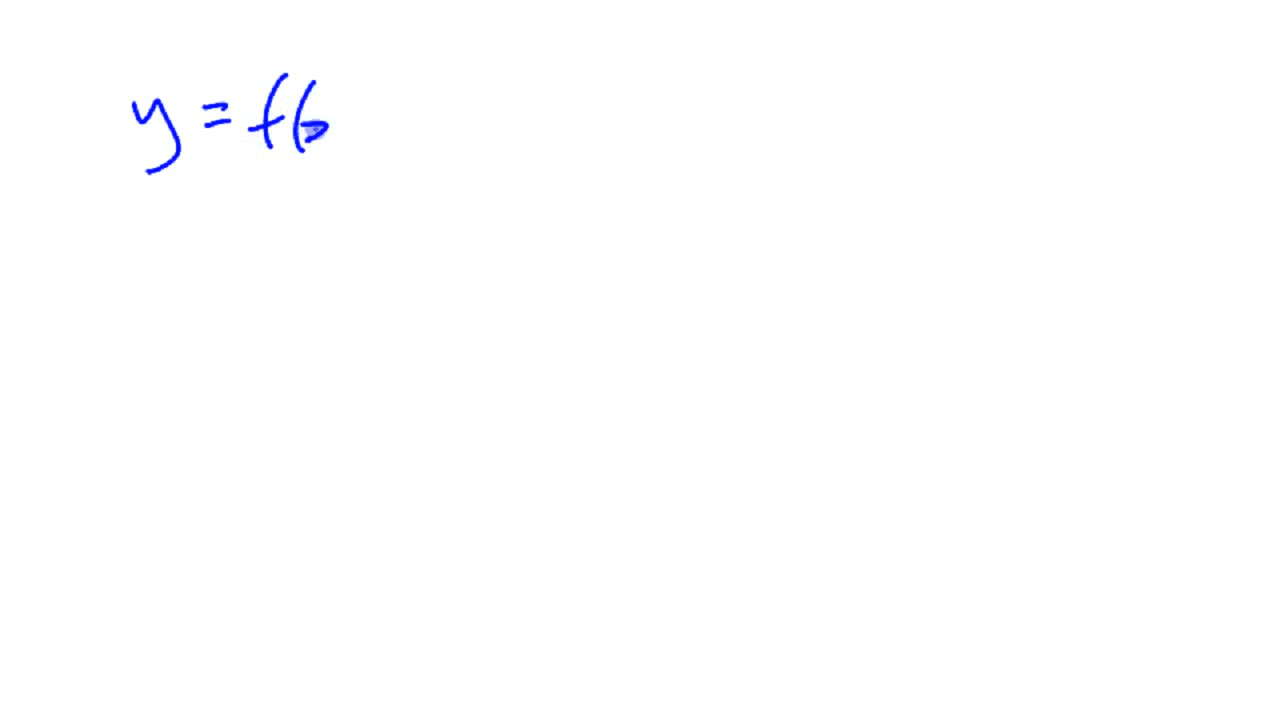 y = f(